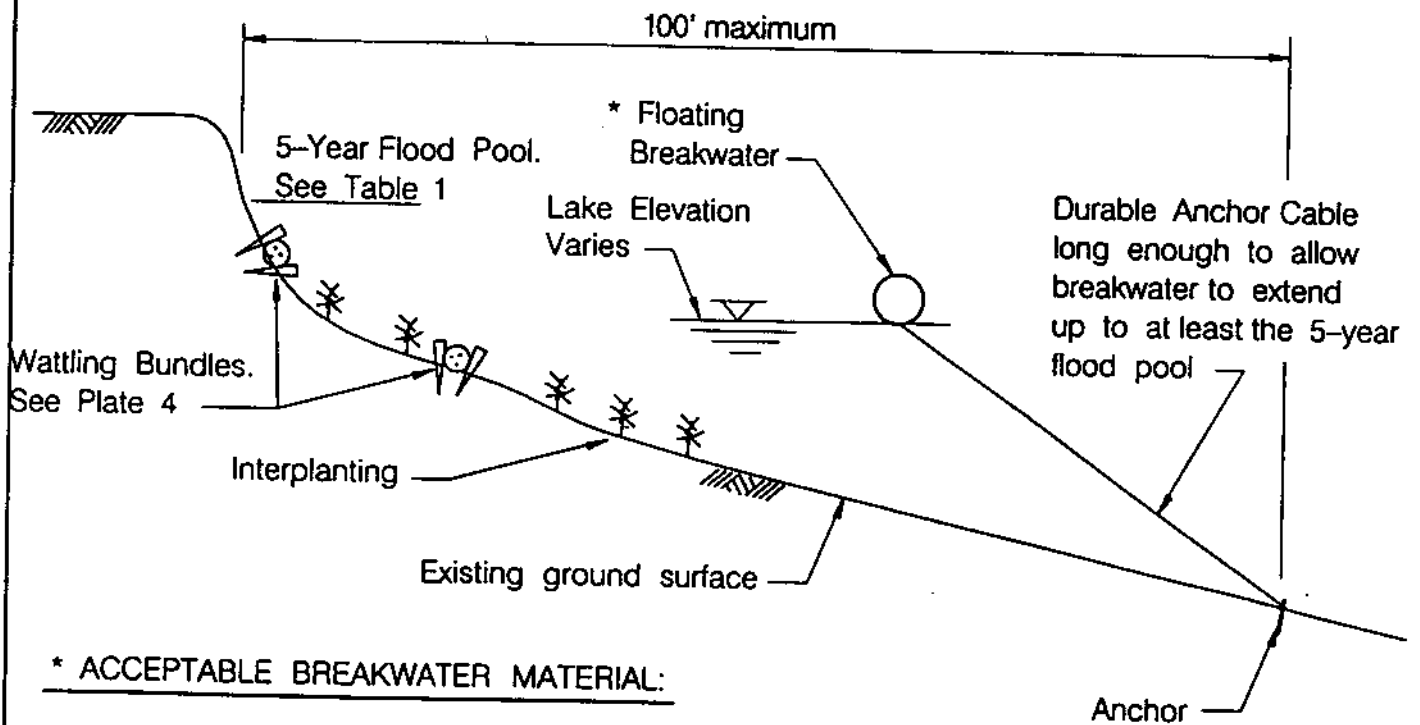 100' maximum
* Floating
Breakwater
5–Year Flood Pool.
See Table 1
Lake Elevation
Varies
Durable Anchor Cable
long enough to allow
breakwater to extend
up to at least the 5–year
flood pool
Wattling Bundles.
See Plate 4
Interplanting
Existing ground surface
* ACCEPTABLE BREAKWATER MATERIAL:
Anchor